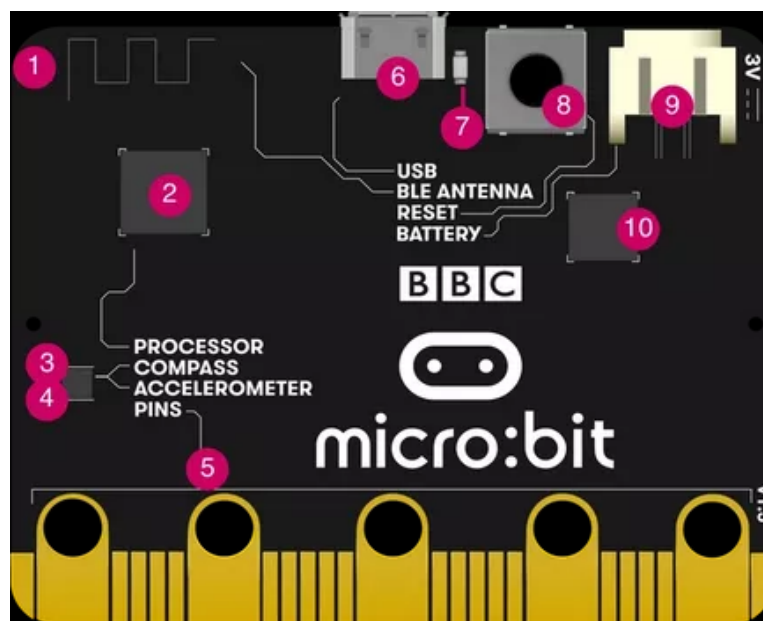 1
6
8
9
3V
7
2
USB
BLE ANTENNA
RESET
BATTERY
10
BBC
PROCESSOR
3
COMPASS
ACCELEROMETER
4
PINS
micro:bit
5